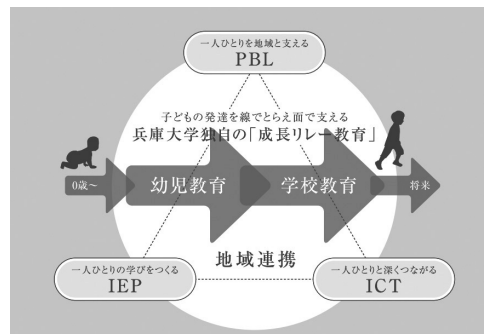 一人ひとりを地域と支える
PBL
子どもの発達を線でとらえ面で支える
兵庫大学独自の「成長リレー教育」
0歳~
幼児教育
学校教育
将来
地域連携
一人ひとりの学びをつくる
IEP
一人ひとりと深くつながる
ICT